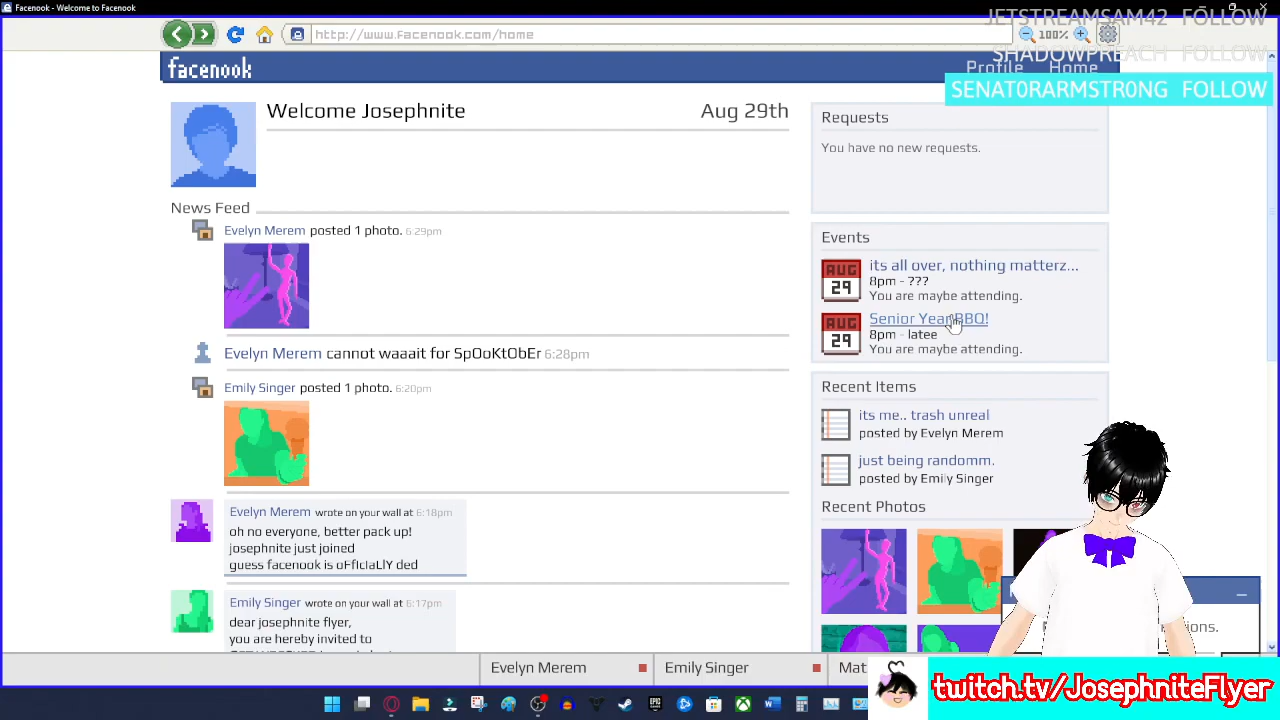 Facenook - Welcome to Facenook
JETSTREAMSAM42 FOLLOW
http://www.facenook.com/home
100%
SHADOWPREACH FOLLOW
facenook
Profile Home
SENAT0RARMSTR0NG FOLLOW
Welcome Josephnite
Aug 29th
News Feed
Evelyn Merem posted 1 photo. 6:29pm
Evelyn Merem cannot waaait for SpOoKtObEr 6:28pm
Emily Singer posted 1 photo. 6:20pm
Evelyn Merem wrote on your wall at 6:18pm
oh no everyone, better pack up!
josephnite just joined
guess facenook is oFfIcIaLlY ded
Emily Singer wrote on your wall at 6:17pm
dear josephnite flyer,
you are hereby invited to
Requests
You have no new requests.
Events
AUG
29
its all over, nothing matterz...
8pm - ???
You are maybe attending.
AUG
29
Senior Year BBQ!
8pm - latee
You are maybe attending.
Recent Items
its me.. trash unreal
posted by Evelyn Merem
just being randomm.
posted by Emily Singer
Recent Photos
Evelyn Merem
Emily Singer
Mat
twitch.tv/JosephniteFlyer